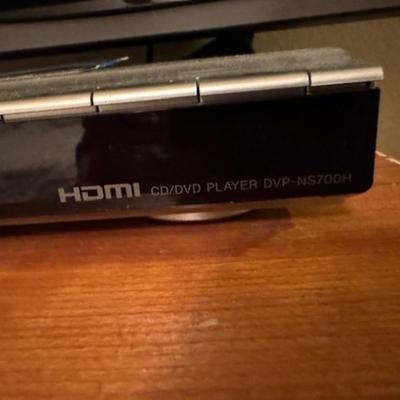 HDMI CD/DVD PLAYER DVP-NS700H